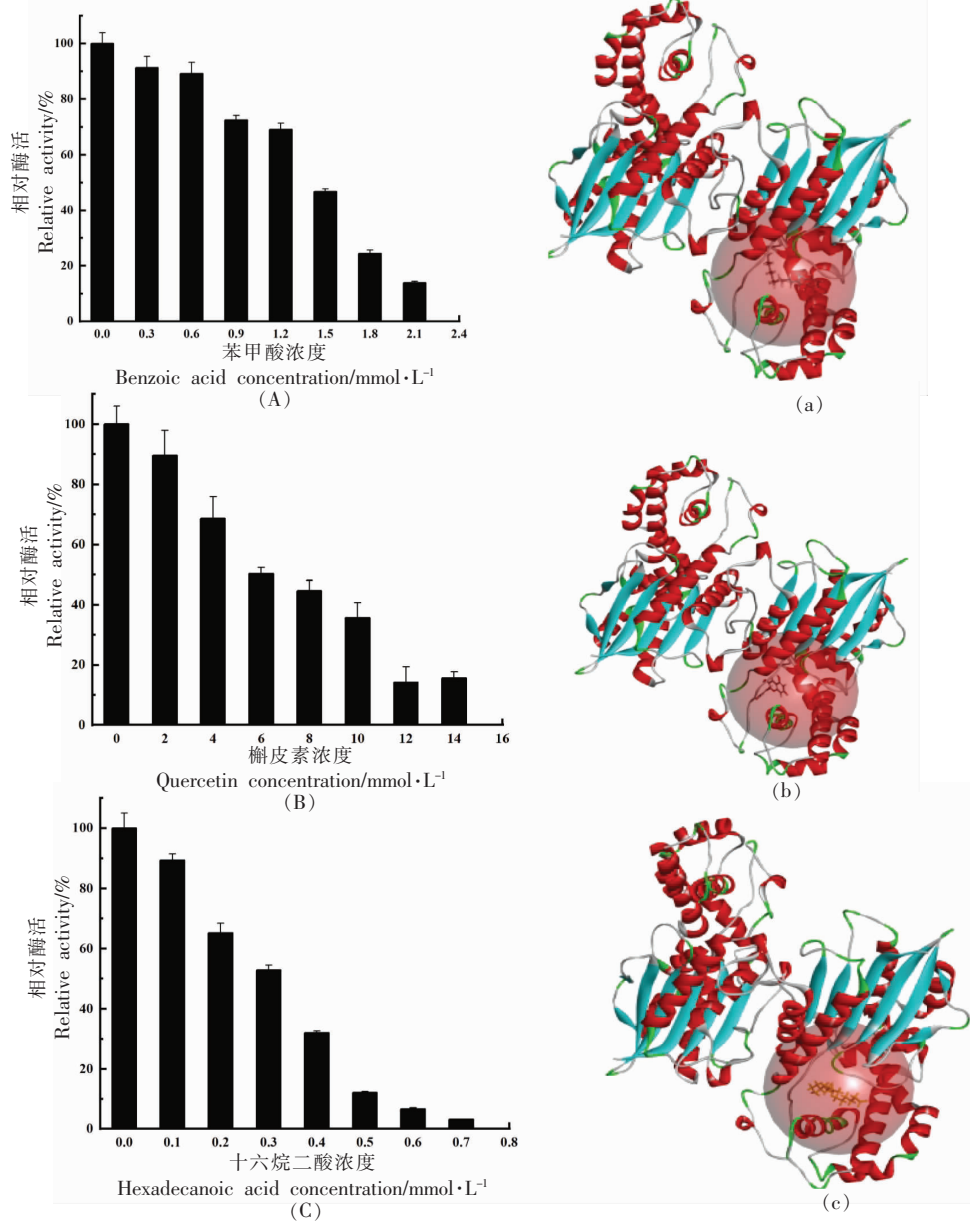 100
80
60
40
20
0
相对酶活
Relative activity/%
0.0 0.3 0.6 0.9 1.2 1.5 1.8 2.1 2.4
苯甲酸浓度
Benzoic acid concentration/mmol·L⁻¹
(A)
(a)
100
80
60
40
20
0
相对酶活
Relative activity/%
0 2 4 6 8 10 12 14 16
槲皮素浓度
Quercetin concentration/mmol·L⁻¹
(B)
(b)
100
80
60
40
20
0
相对酶活
Relative activity/%
0.0 0.1 0.2 0.3 0.4 0.5 0.6 0.7 0.8
十六烷二酸浓度
Hexadecanoic acid concentration/mmol·L⁻¹
(C)
(c)